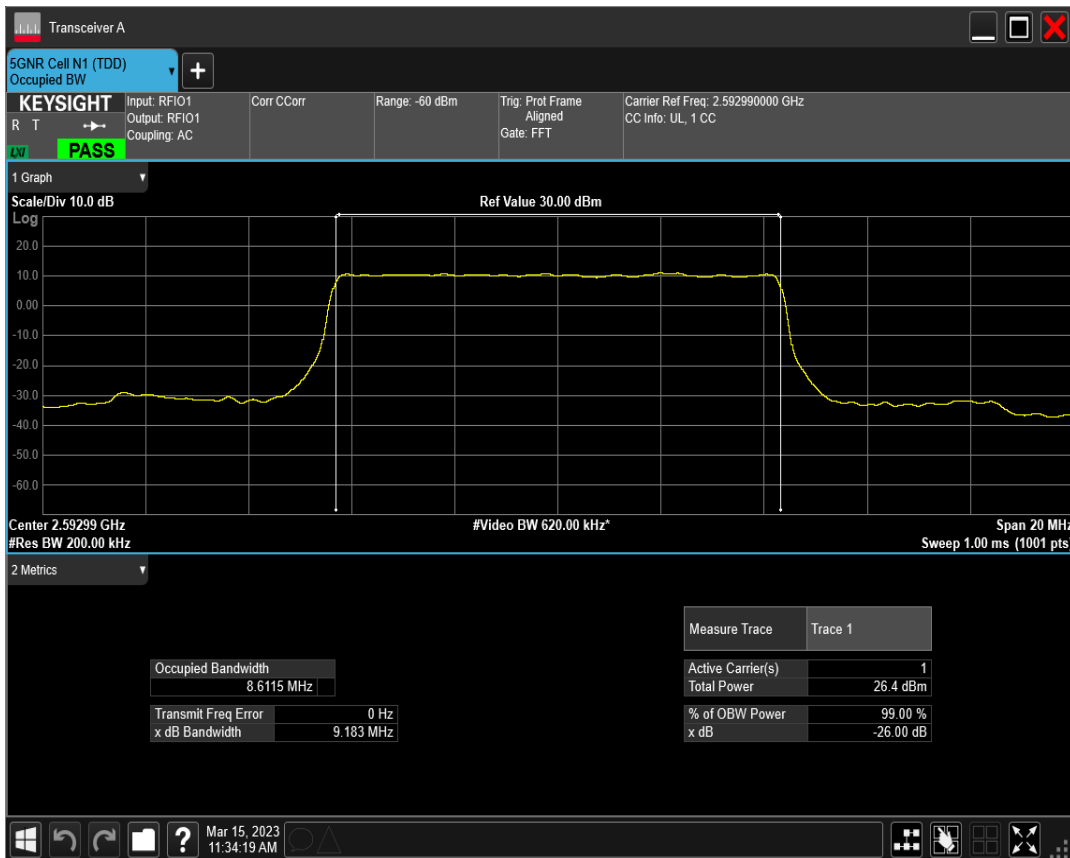 Transceiver A
5GNR Cell N1 (TDD)
Occupied BW
KEYSIGHT Input: RFIO1 Corr CCorr Range: -60 dBm Trig: Prot Frame Carrier Ref Freq: 2.592990000 GHz
R T Output: RFIO1 Aligned CC Info: UL, 1 CC
Coupling: AC Gate: FFT
LXI PASS
1 Graph
Scale/Div 10.0 dB Ref Value 30.00 dBm
Log
20.0
10.0
0.00
-10.0
-20.0
-30.0
-40.0
-50.0
-60.0
Center 2.59299 GHz #Video BW 620.00 kHz* Span 20 MHz
#Res BW 200.00 kHz Sweep 1.00 ms (1001 pts)
2 Metrics
Measure Trace Trace 1
Occupied Bandwidth Active Carrier(s) 1
8.6115 MHz Total Power 26.4 dBm
Transmit Freq Error 0 Hz % of OBW Power 99.00 %
x dB Bandwidth 9.183 MHz x dB -26.00 dB
? Mar 15, 2023
11:34:19 AM